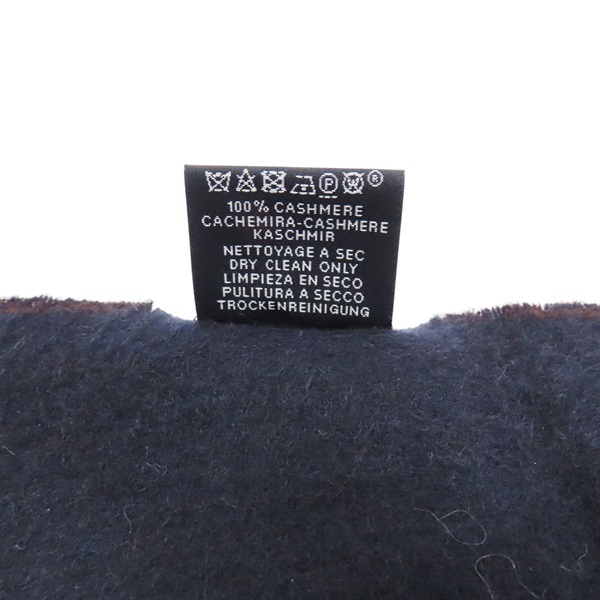 P W ®
100% CASHMERE
CACHEMIRA-CASHMERE
KASCHMIR
NETTOYAGE A SEC
DRY CLEAN ONLY
LIMPIEZA EN SECO
PULITURA A SECCO
TROCKENREINIGUNG